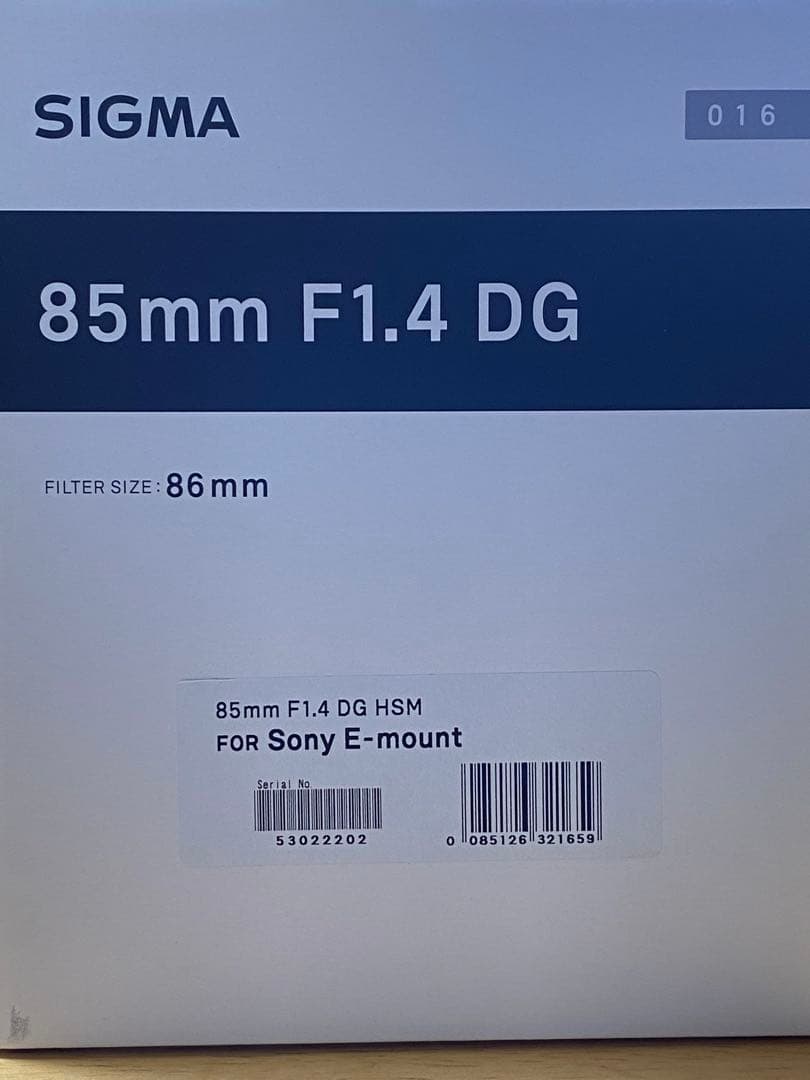 SIGMA
016
85mm F1.4 DG
FILTER SIZE: 86mm
85mm F1.4 DG HSM
FOR Sony E-mount
Serial No.
53022202
0 085126 321659